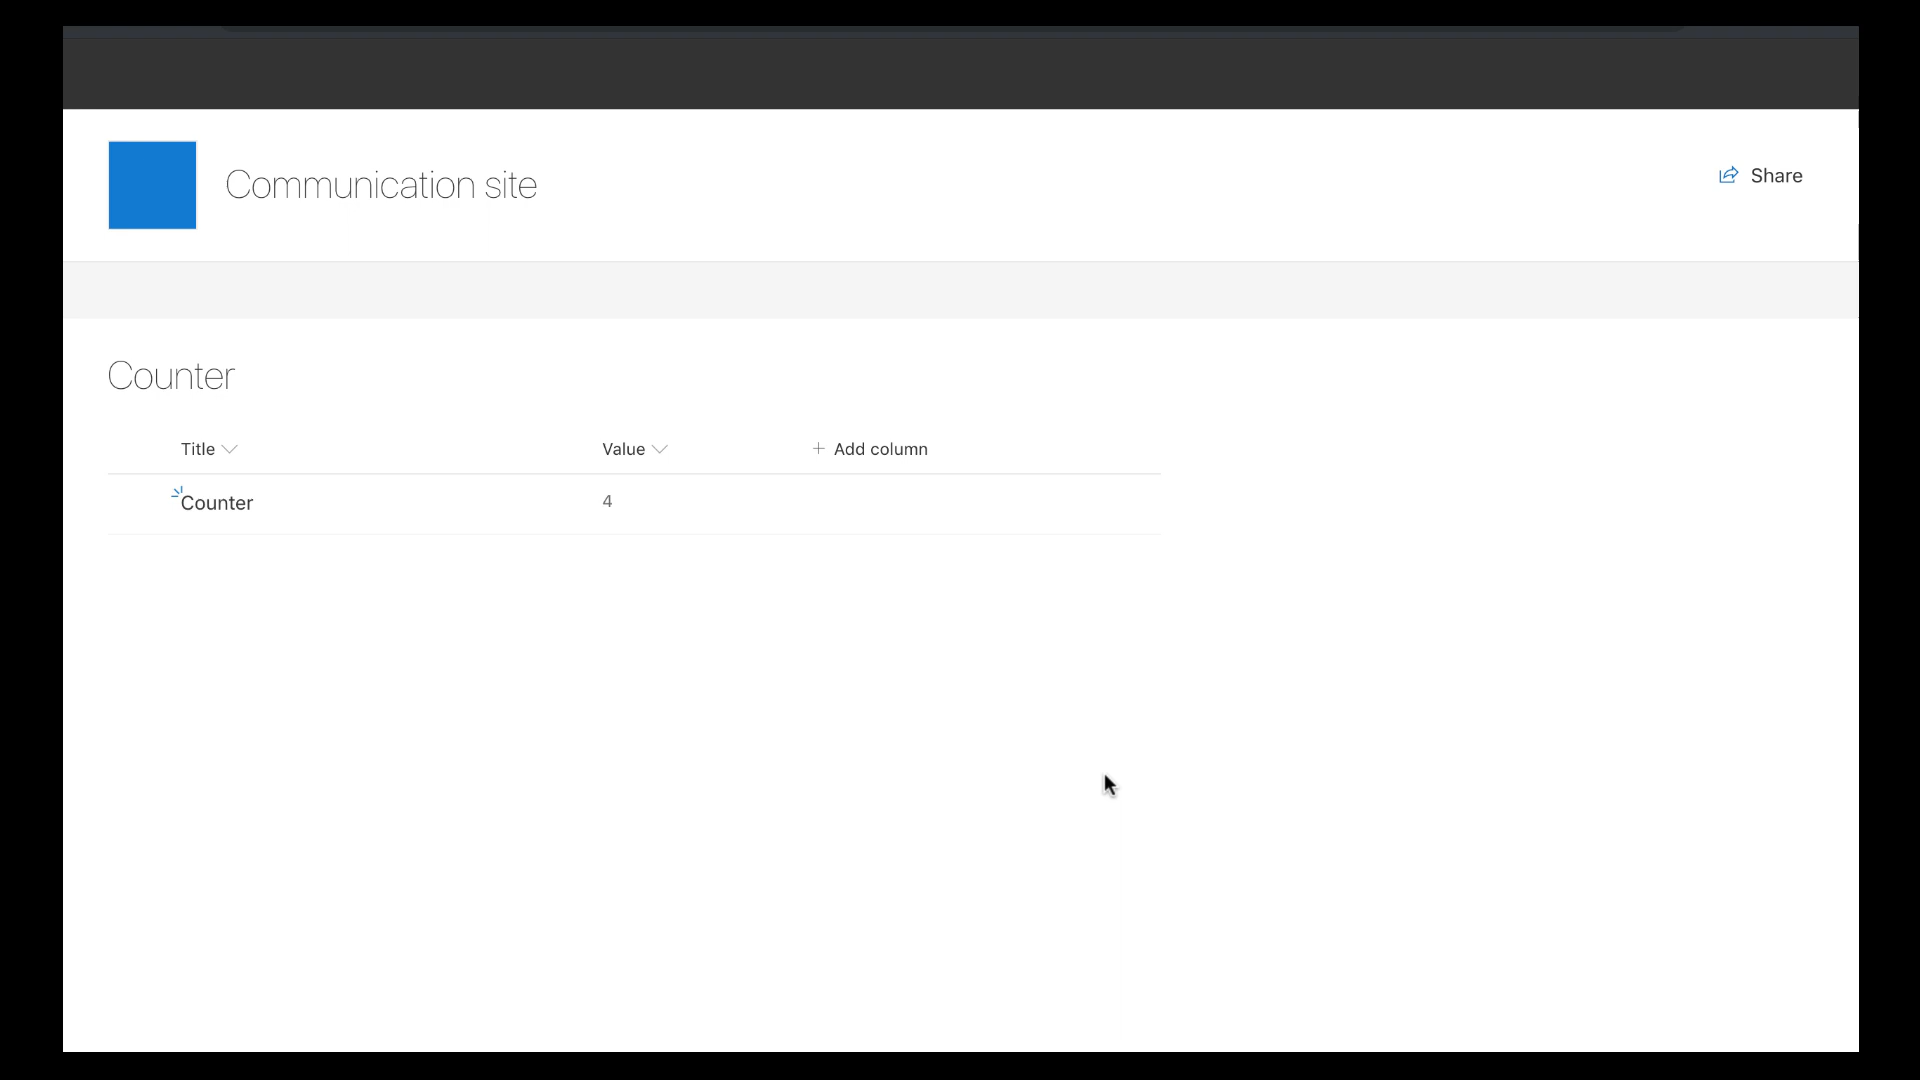 Communication site
Share
Counter
Title Value + Add column
Counter 4